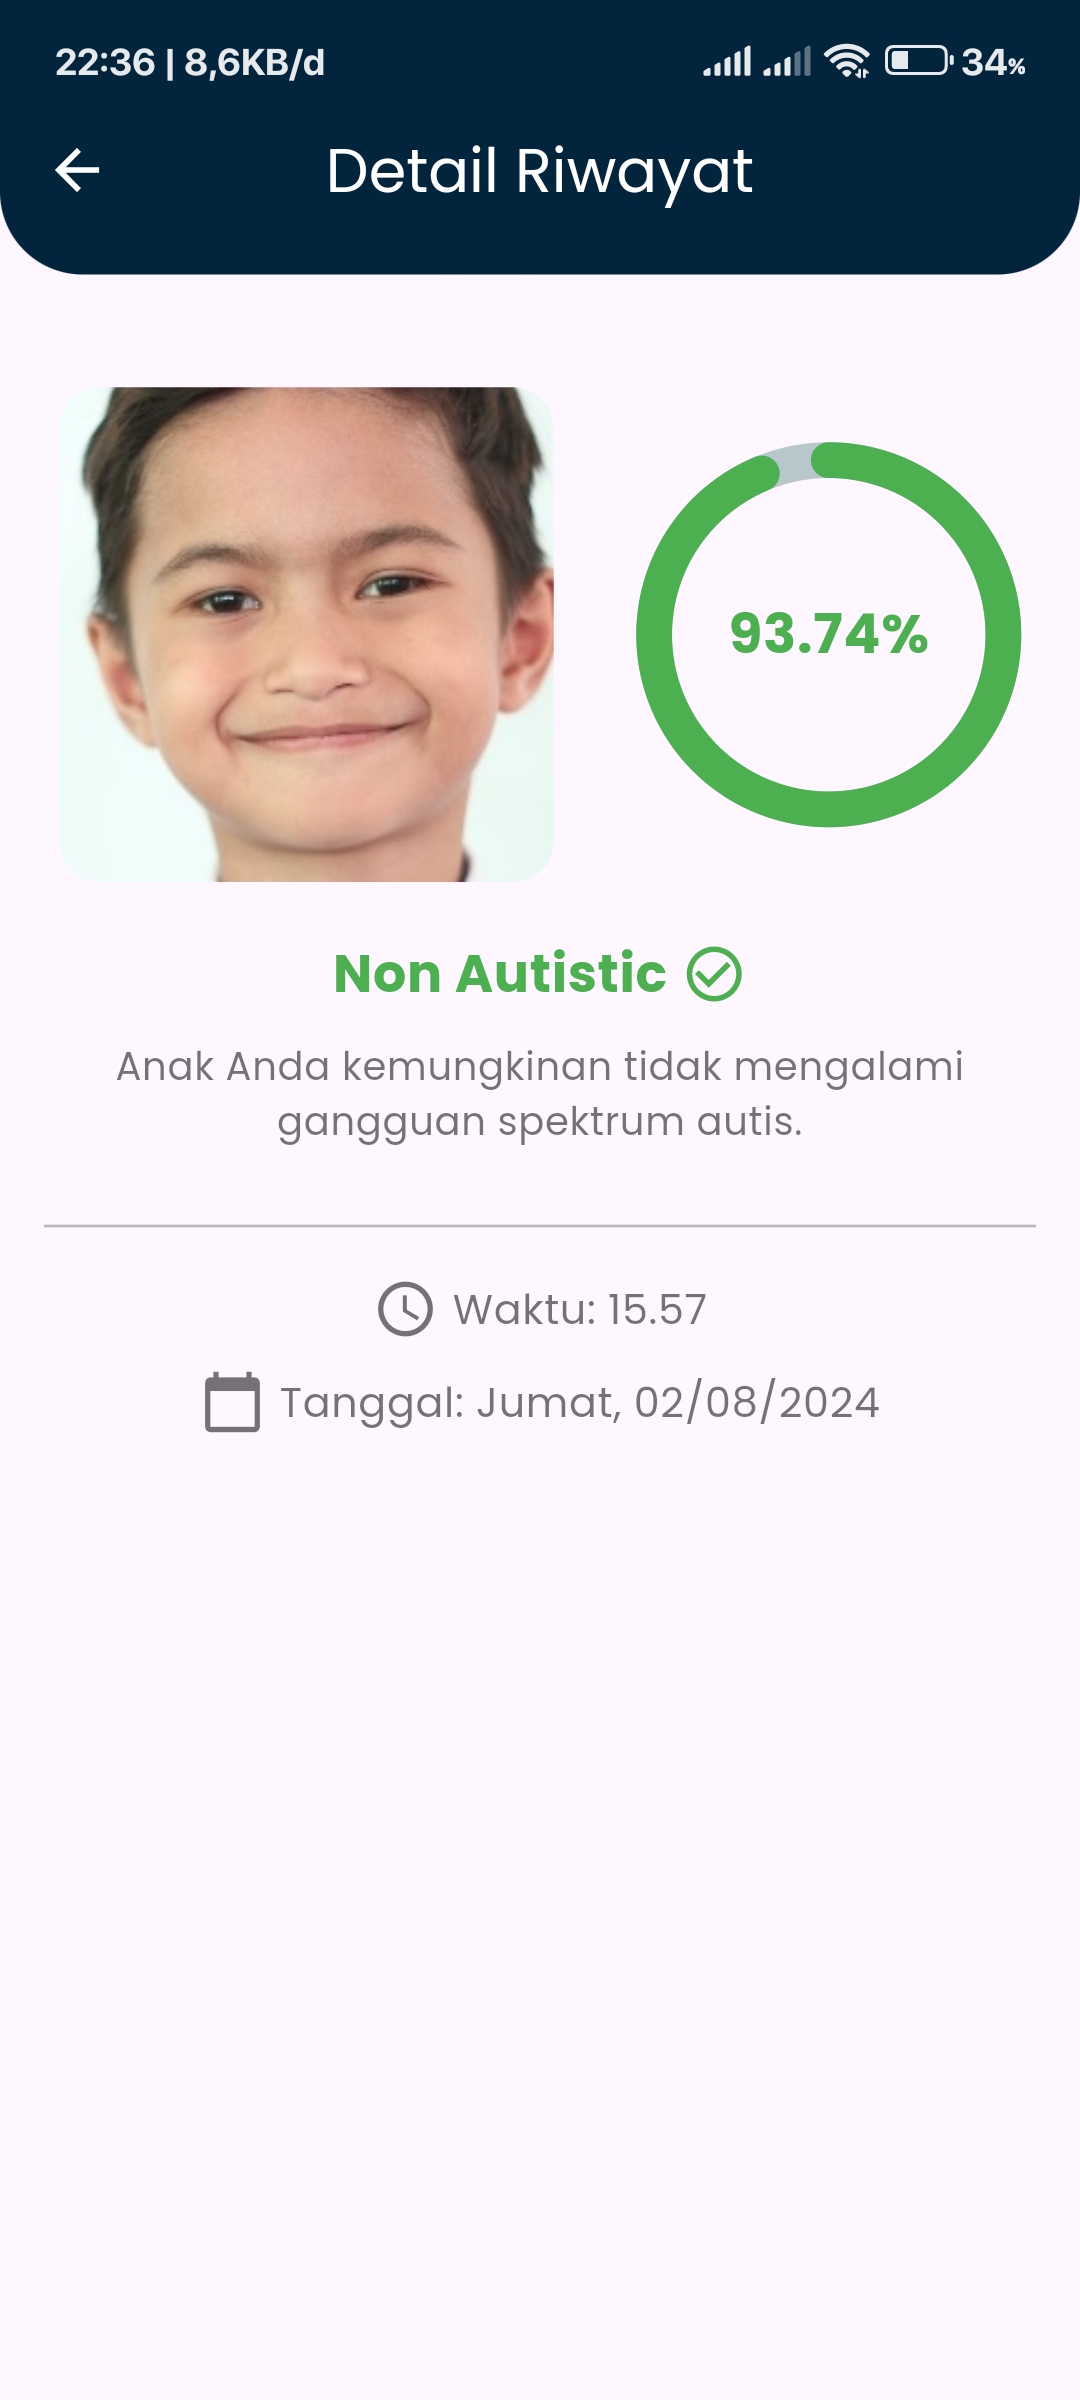 22:36 | 8,6KB/d 34%
Detail Riwayat
93.74%
Non Autistic
Anak Anda kemungkinan tidak mengalami
gangguan spektrum autis.
Waktu: 15.57
Tanggal: Jumat, 02/08/2024